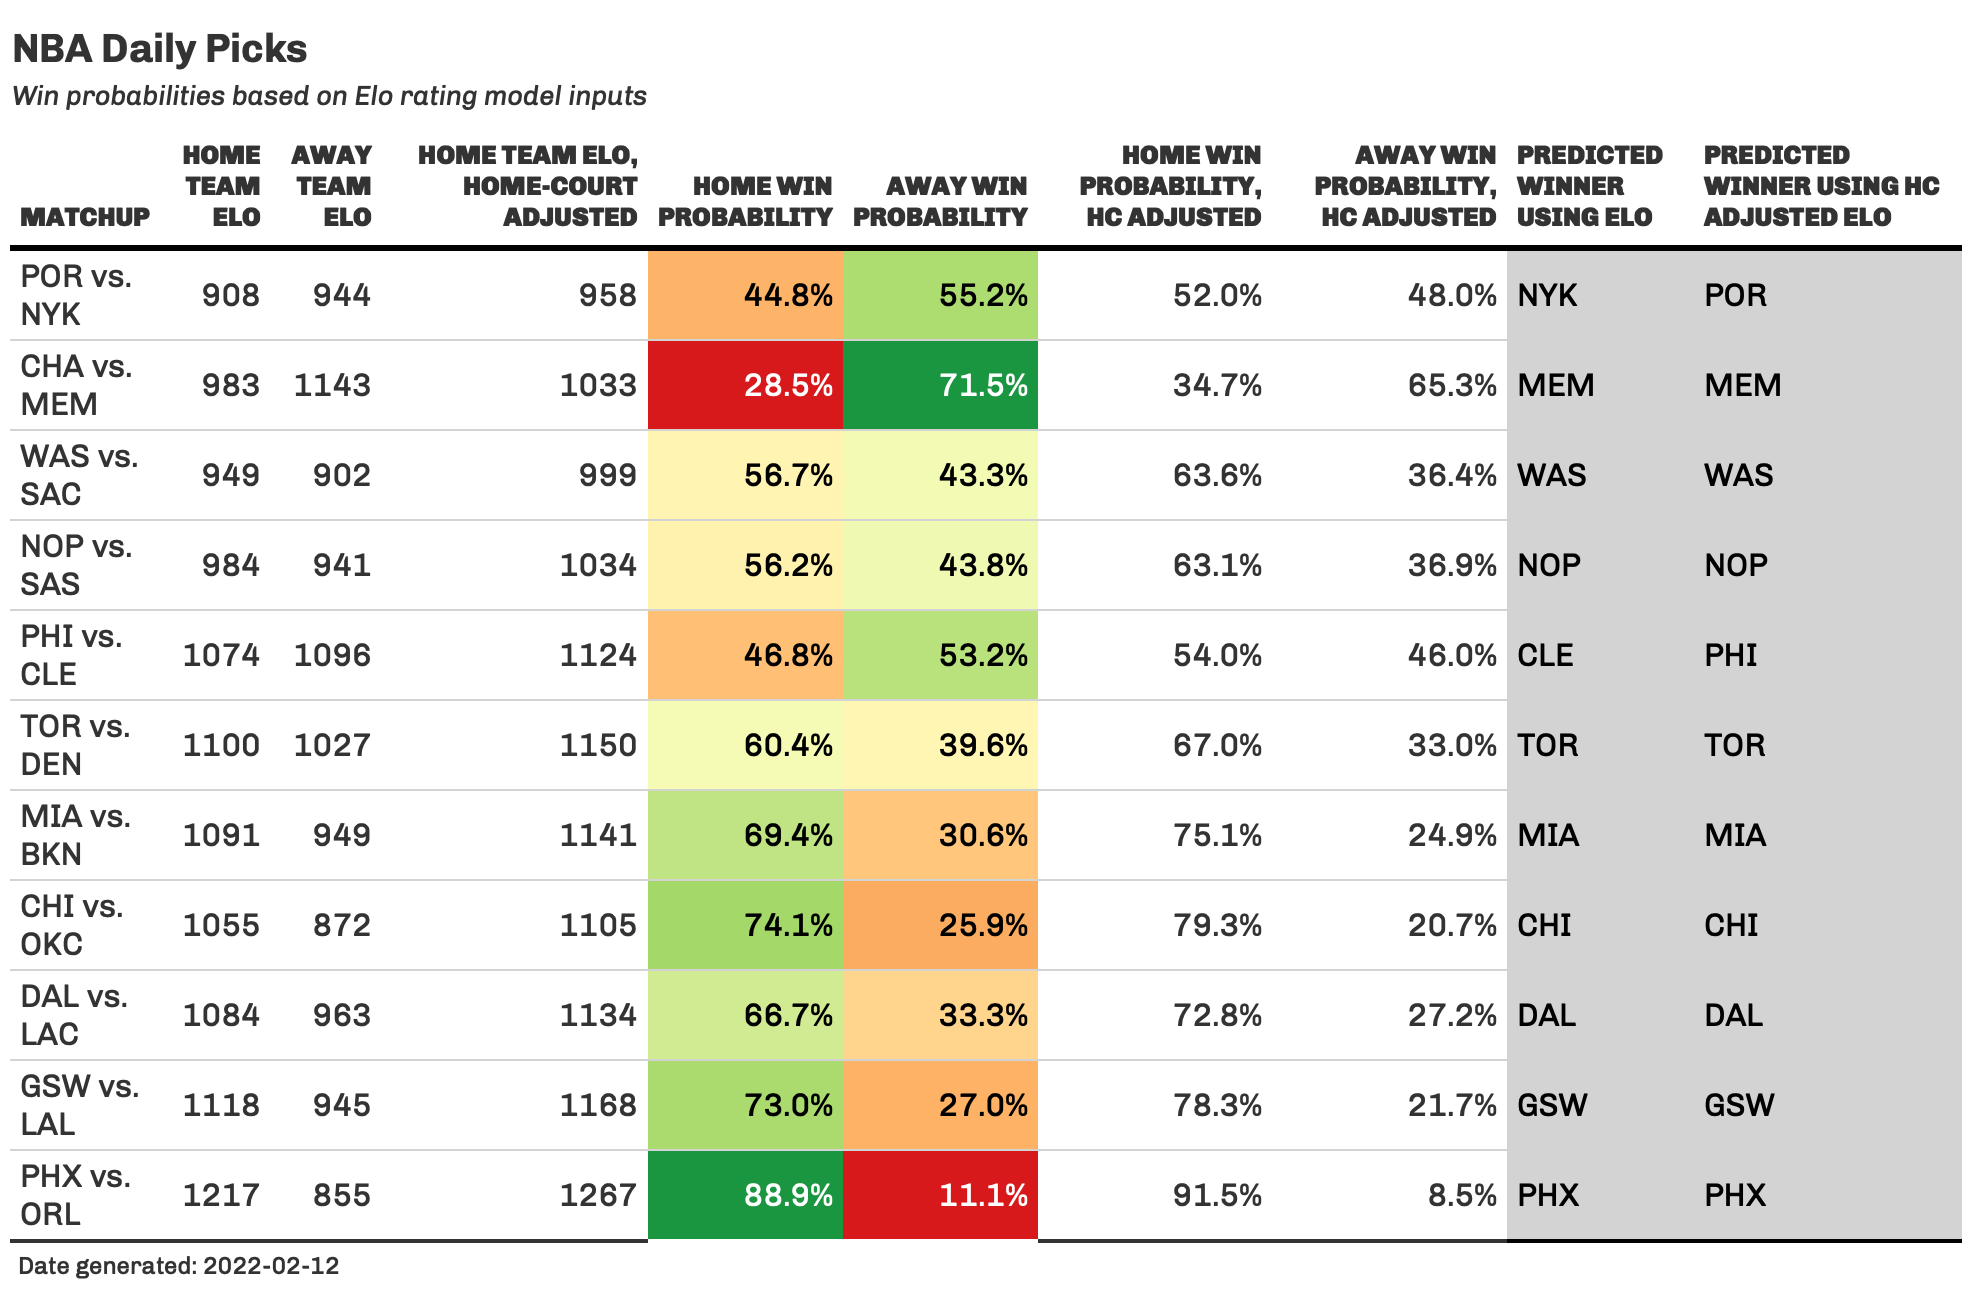 NBA Daily Picks
Win probabilities based on Elo rating model inputs
MATCHUP HOME TEAM ELO AWAY TEAM ELO HOME TEAM ELO, HOME-COURT ADJUSTED HOME WIN PROBABILITY AWAY WIN PROBABILITY HOME WIN PROBABILITY, HC ADJUSTED AWAY WIN PROBABILITY, HC ADJUSTED PREDICTED WINNER USING ELO PREDICTED WINNER USING HC ADJUSTED ELO
POR vs. NYK 908 944 958 44.8% 55.2% 52.0% 48.0% NYK POR
CHA vs. MEM 983 1143 1033 28.5% 71.5% 34.7% 65.3% MEM MEM
WAS vs. SAC 949 902 999 56.7% 43.3% 63.6% 36.4% WAS WAS
NOP vs. SAS 984 941 1034 56.2% 43.8% 63.1% 36.9% NOP NOP
PHI vs. CLE 1074 1096 1124 46.8% 53.2% 54.0% 46.0% CLE PHI
TOR vs. DEN 1100 1027 1150 60.4% 39.6% 67.0% 33.0% TOR TOR
MIA vs. BKN 1091 949 1141 69.4% 30.6% 75.1% 24.9% MIA MIA
CHI vs. OKC 1055 872 1105 74.1% 25.9% 79.3% 20.7% CHI CHI
DAL vs. LAC 1084 963 1134 66.7% 33.3% 72.8% 27.2% DAL DAL
GSW vs. LAL 1118 945 1168 73.0% 27.0% 78.3% 21.7% GSW GSW
PHX vs. ORL 1217 855 1267 88.9% 11.1% 91.5% 8.5% PHX PHX
Date generated: 2022-02-12